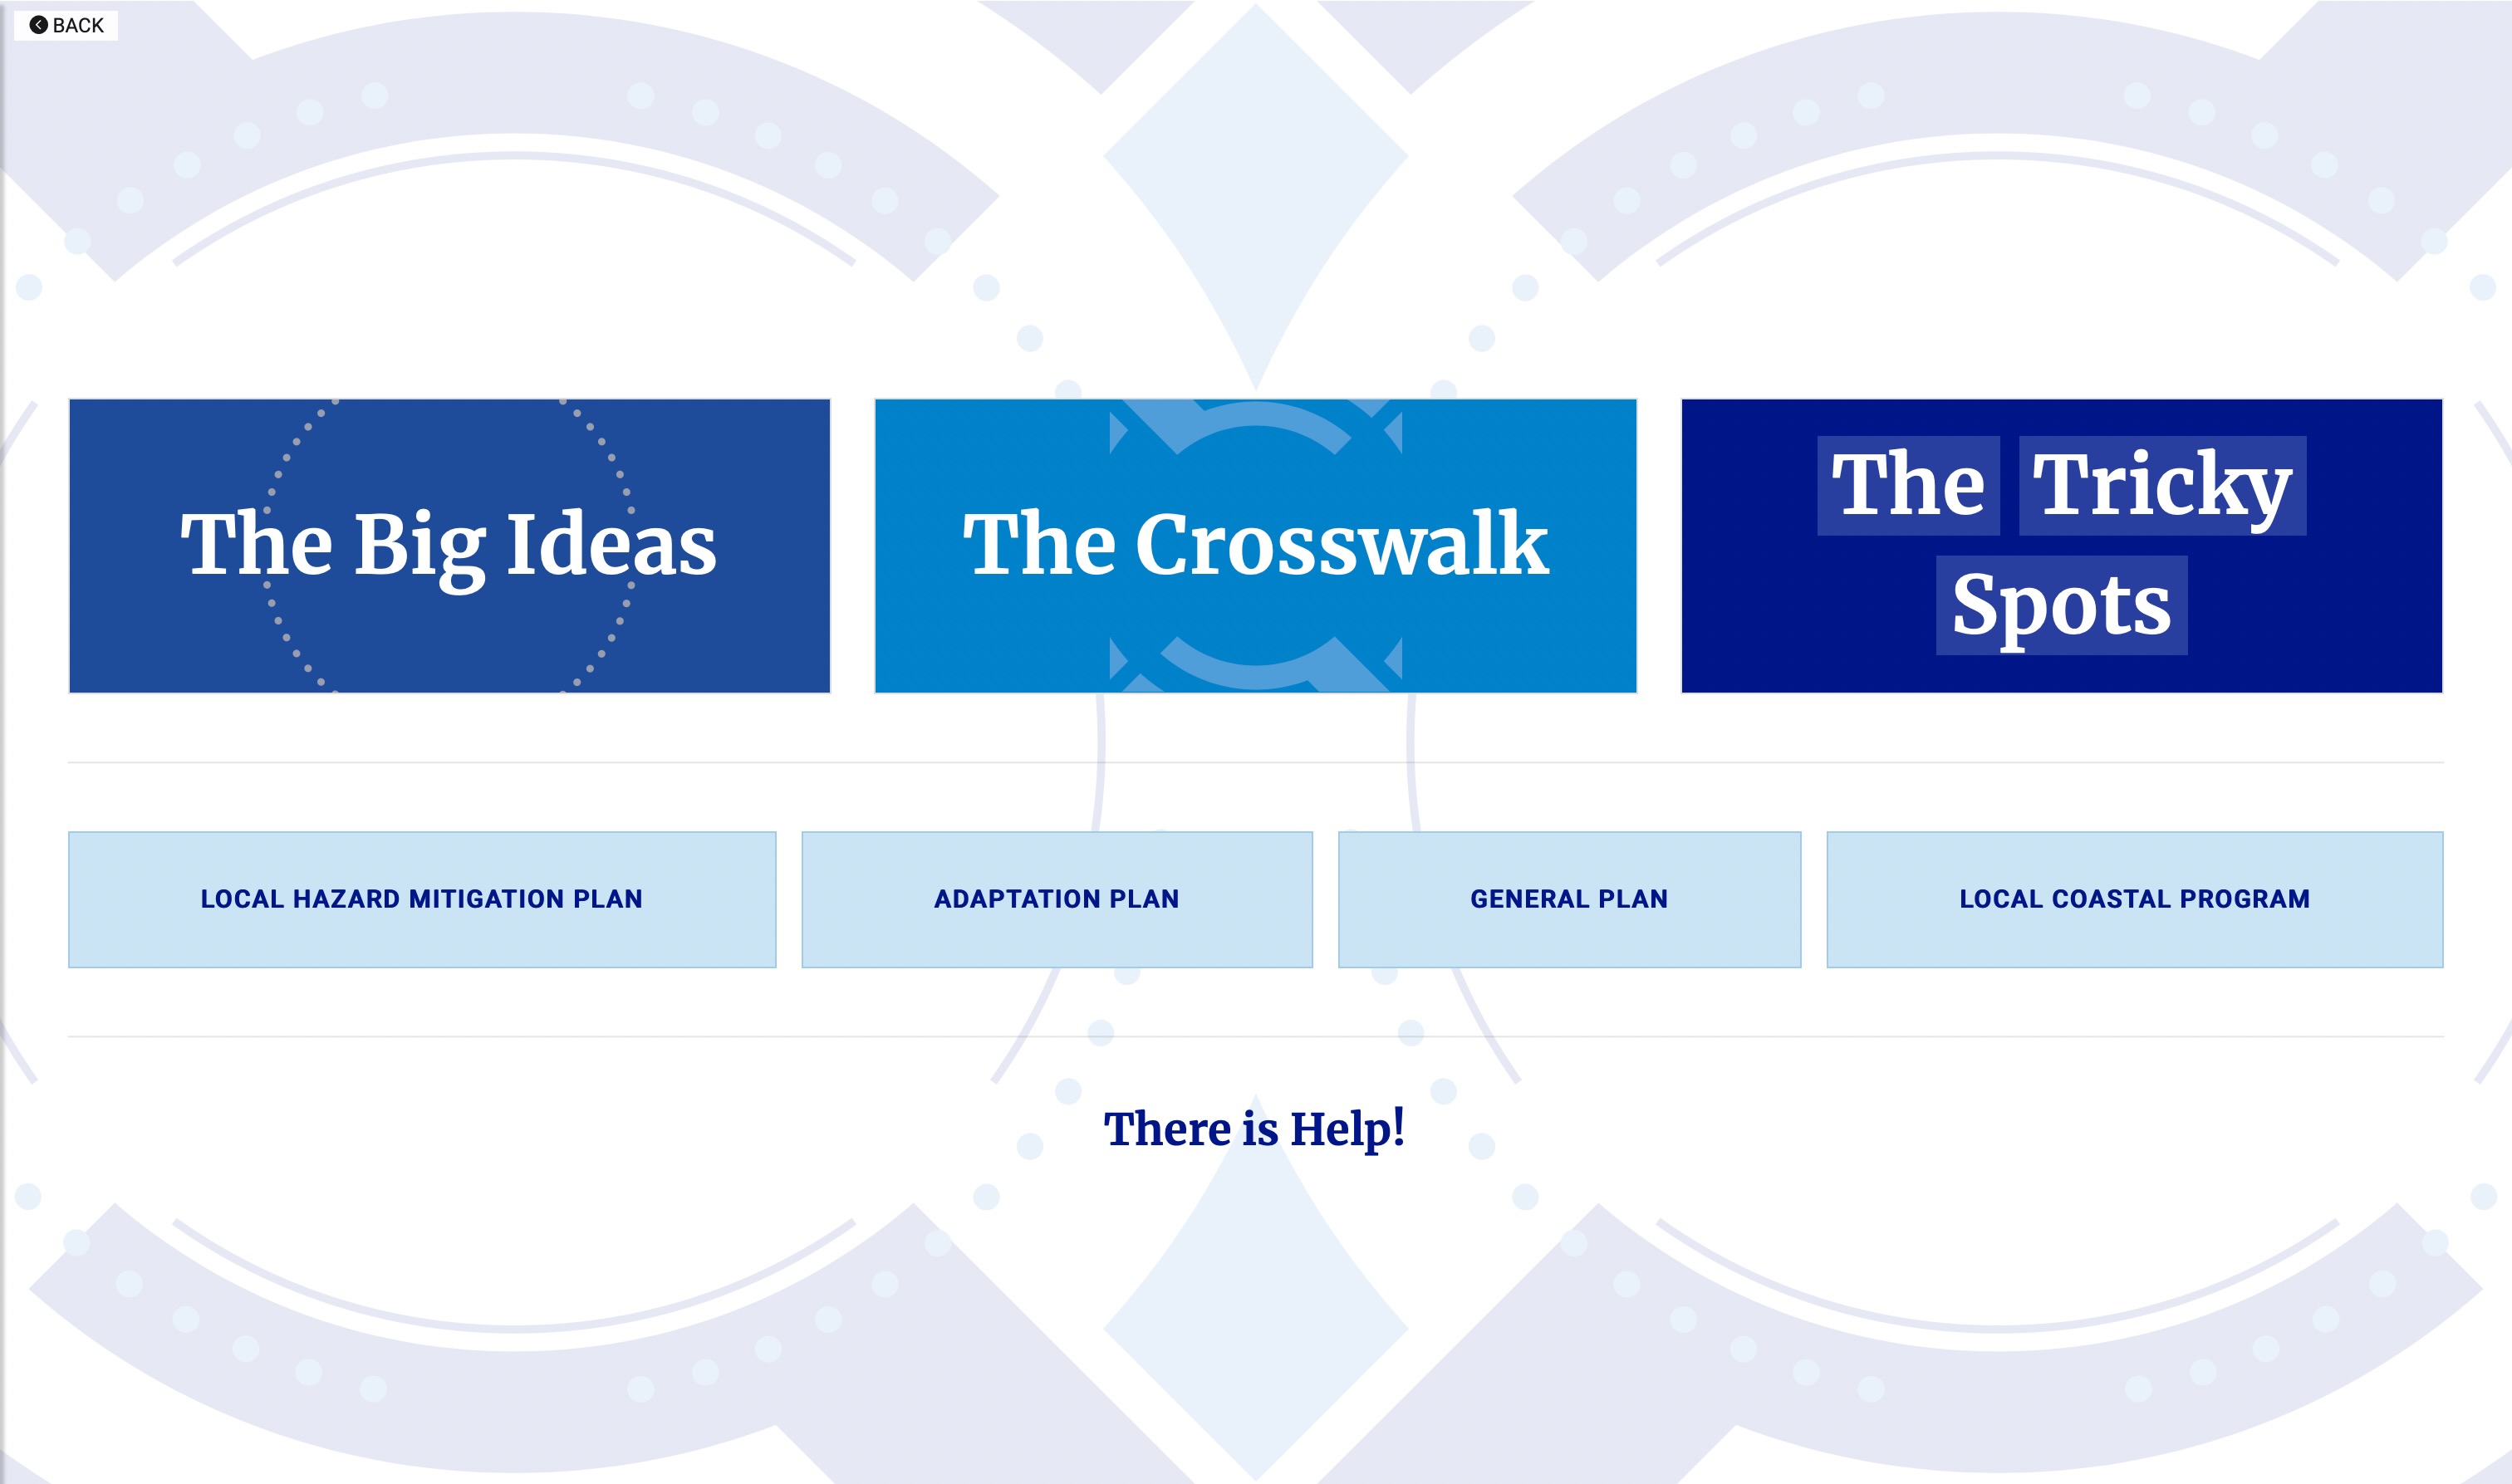 BACK
The Big Ideas
The Crosswalk
The Tricky
Spots
LOCAL HAZARD MITIGATION PLAN
ADAPTATION PLAN
GENERAL PLAN
LOCAL COASTAL PROGRAM
There is Help!